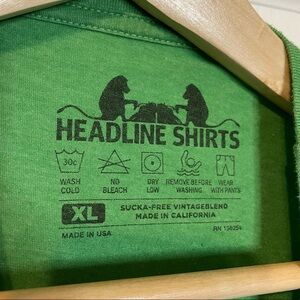 HEADLINE SHIRTS
30c
WASH COLD
NO BLEACH
DRY LOW
REMOVE BEFORE WASHING
WEAR WITH PANTS
XL
SUCKA-FREE VINTAGEBLEND
MADE IN CALIFORNIA
MADE IN USA